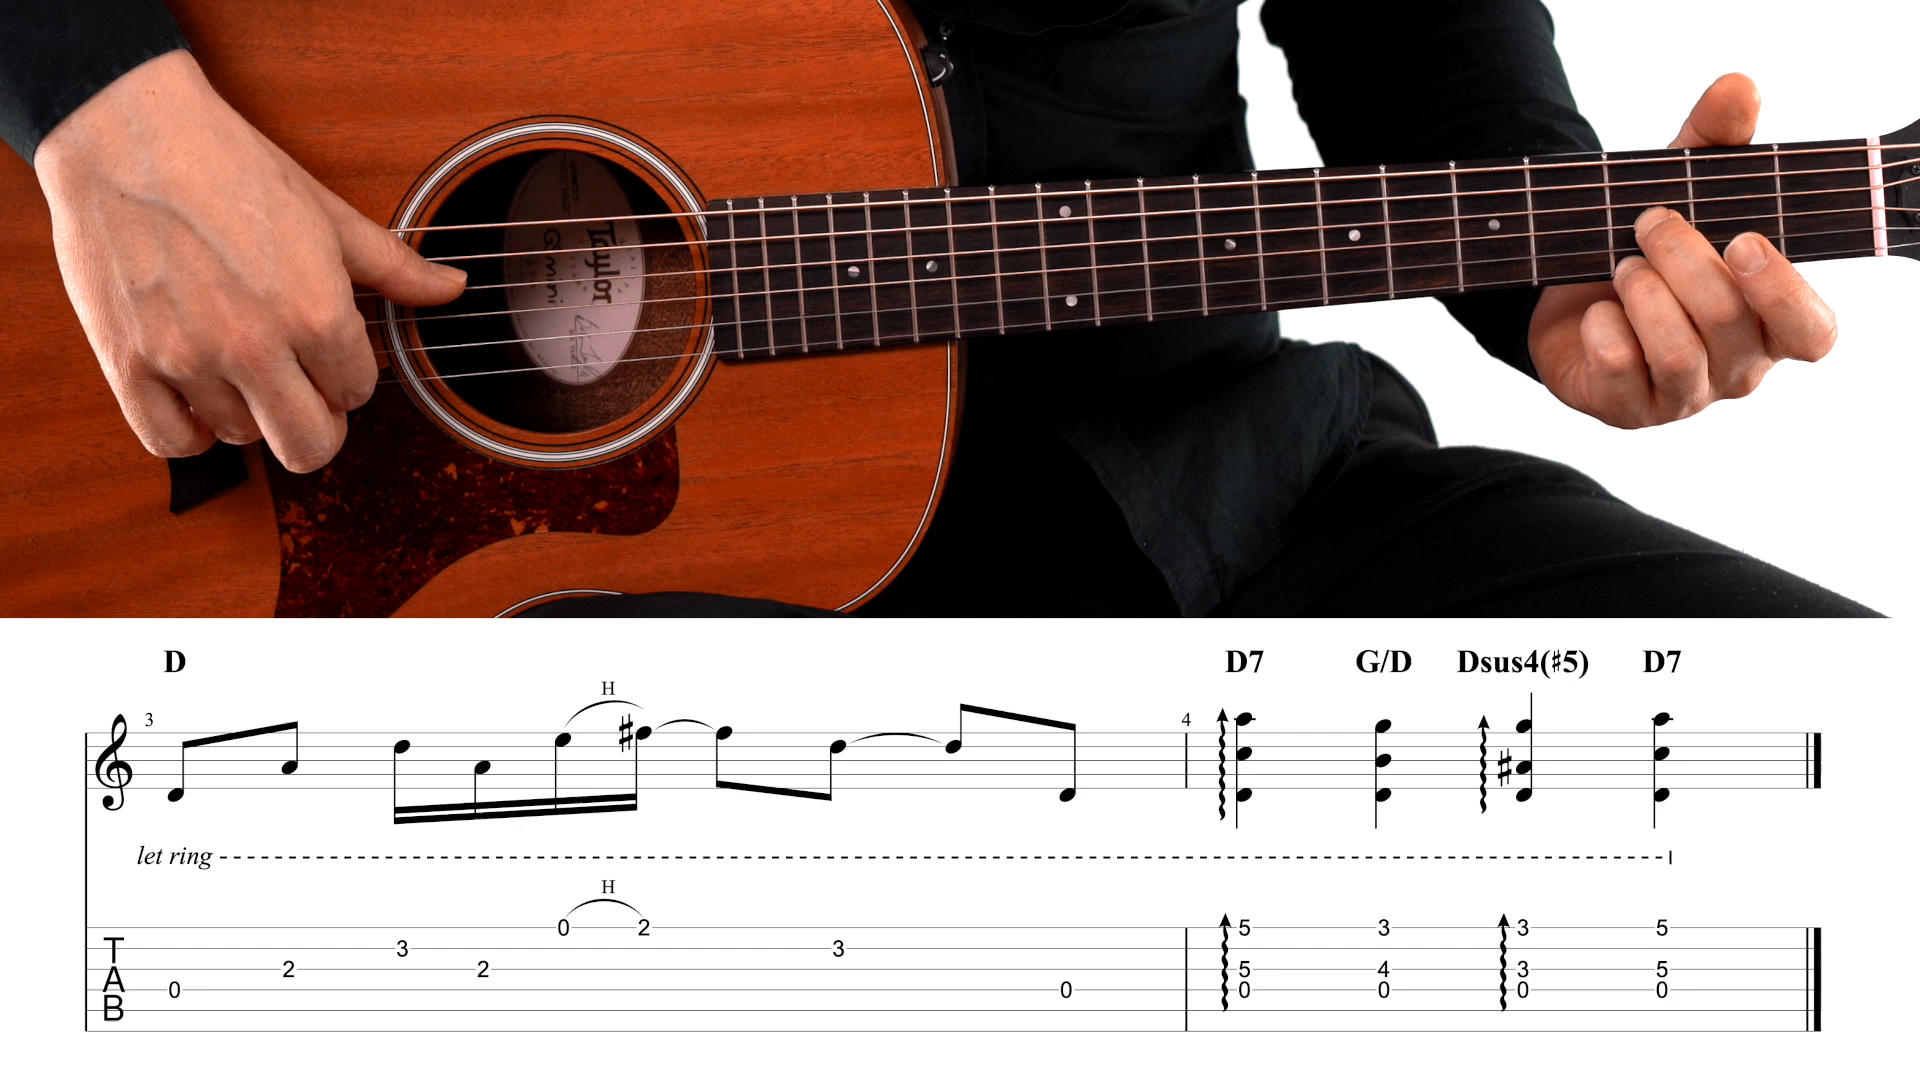 Taylor
D
D7 G/D Dsus4(♯5) D7
H
3
4
let ring
H
0 2 5 3 3 5
3 3
2 2 5 4 3 5
0 0 0 0 0 0
T
A
B